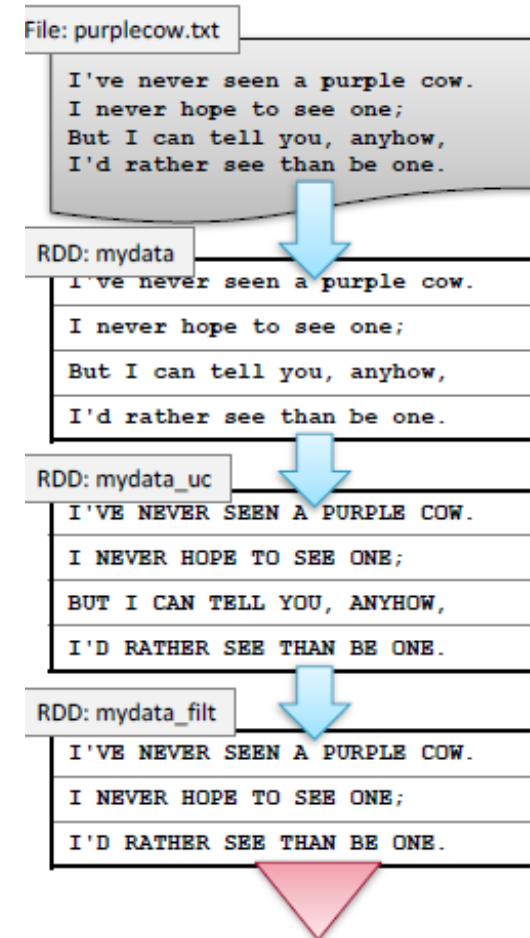 File: purplecow.txt
I've never seen a purple cow.
I never hope to see one;
But I can tell you, anyhow,
I'd rather see than be one.
RDD: mydata
I've never seen a purple cow.
I never hope to see one;
But I can tell you, anyhow,
I'd rather see than be one.
RDD: mydata_uc
I'VE NEVER SEEN A PURPLE COW.
I NEVER HOPE TO SEE ONE;
BUT I CAN TELL YOU, ANYHOW,
I'D RATHER SEE THAN BE ONE.
RDD: mydata_filt
I'VE NEVER SEEN A PURPLE COW.
I NEVER HOPE TO SEE ONE;
I'D RATHER SEE THAN BE ONE.